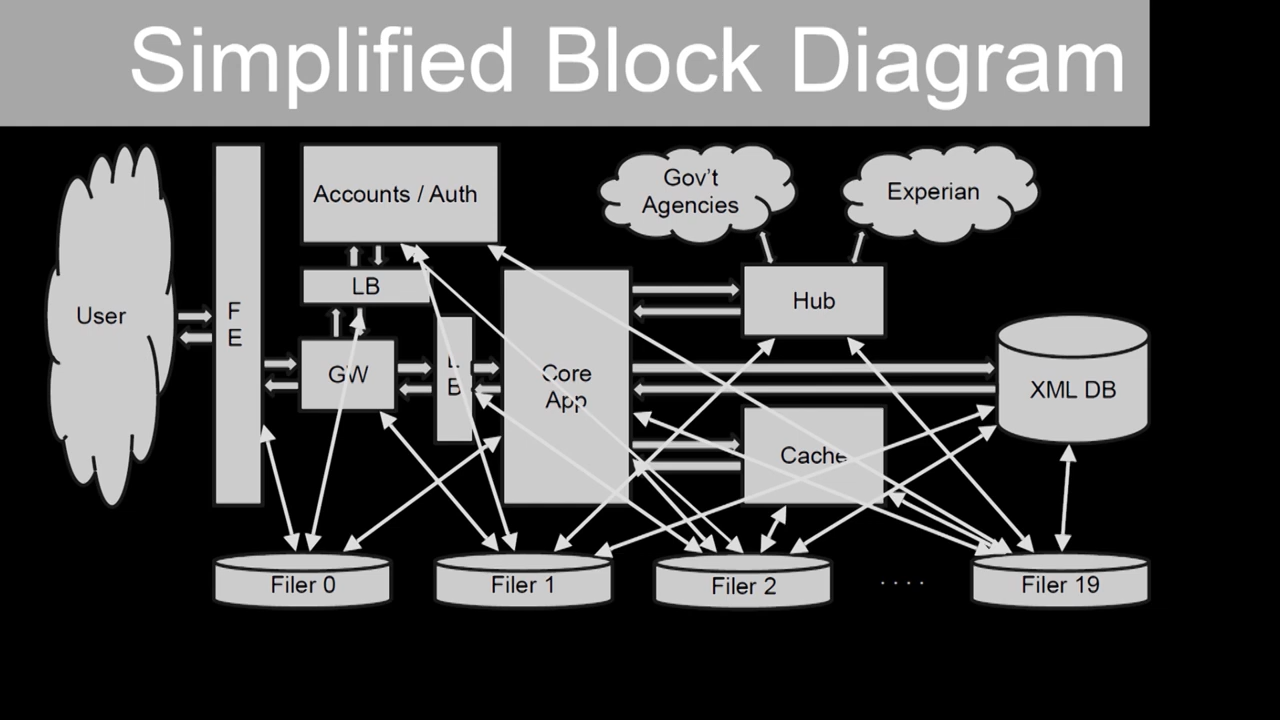 Simplified Block Diagram
User
F
E
Accounts / Auth
LB
GW
L
B
Core
App
Gov't
Agencies
Experian
Hub
Cache
XML DB
Filer 0
Filer 1
Filer 2
. . . .
Filer 19